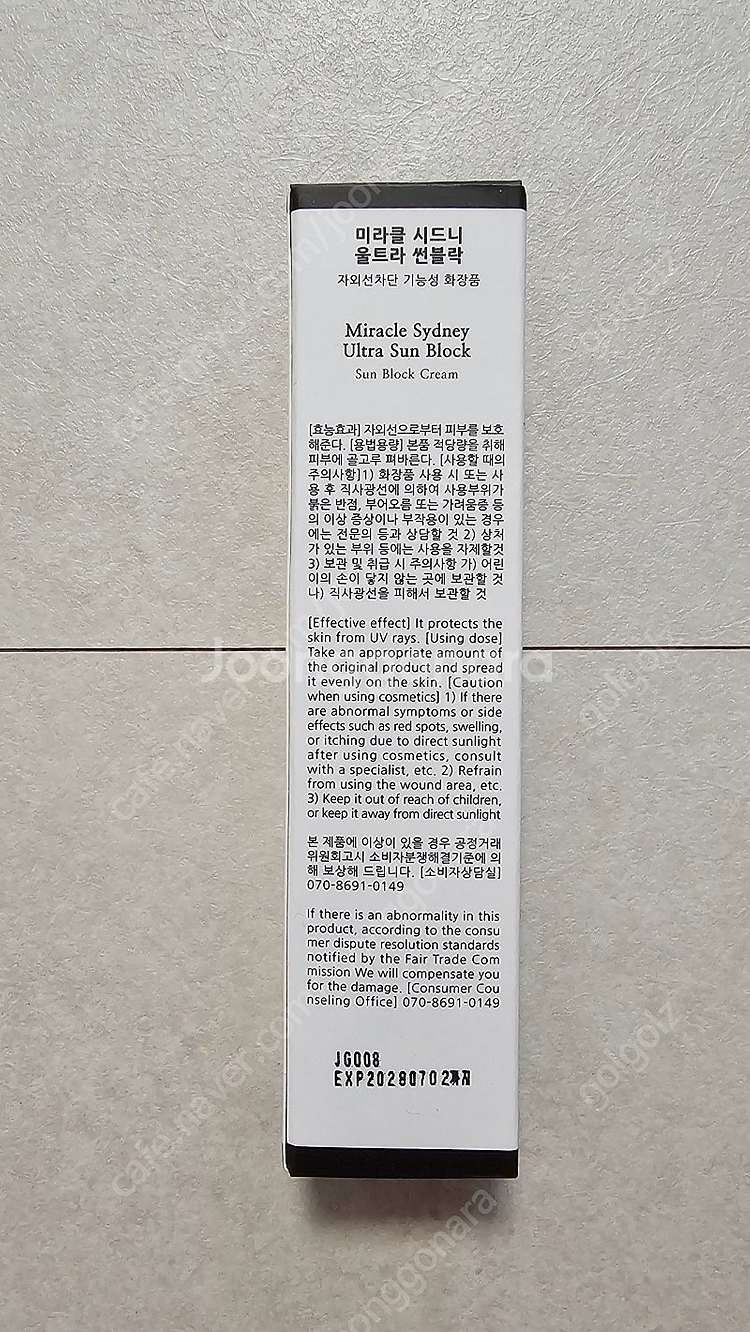 미라클 시드니
울트라 썬블락
자외선차단 기능성 화장품
Miracle Sydney
Ultra Sun Block
Sun Block Cream
[효능효과] 자외선으로부터 피부를 보호
해준다. [용법용량] 본품 적당량을 취해
피부에 골고루 펴바른다. [사용할 때의
주의사항]1) 화장품 사용 시 또는 사
용 후 직사광선에 의하여 사용부위가
붉은 반점, 부어오름 또는 가려움증 등
의 이상 증상이나 부작용이 있는 경우
에는 전문의 등과 상담할 것 2) 상처
가 있는 부위 등에는 사용을 자제할것
3) 보관 및 취급 시 주의사항 가) 어린
이의 손이 닿지 않는 곳에 보관할 것
나) 직사광선을 피해서 보관할 것
[Effective effect] It protects the
skin from UV rays. [Using dose]
Take an appropriate amount of
the original product and spread
it evenly on the skin. [Caution
when using cosmetics] 1) If there
are abnormal symptoms or side
effects such as red spots, swelling,
or itching due to direct sunlight
after using cosmetics, consult
with a specialist, etc. 2) Refrain
from using the wound area, etc.
3) Keep it out of reach of children,
or keep it away from direct sunlight
본 제품에 이상이 있을 경우 공정거래
위원회고시 소비자분쟁해결기준에 의
해 보상해 드립니다. [소비자상담실]
070-8691-0149
If there is an abnormality in this
product, according to the consu
mer dispute resolution standards
notified by the Fair Trade Com
mission We will compensate you
for the damage. [Consumer Cou
nseling Office] 070-8691-0149
JG008
EXP20280702까지